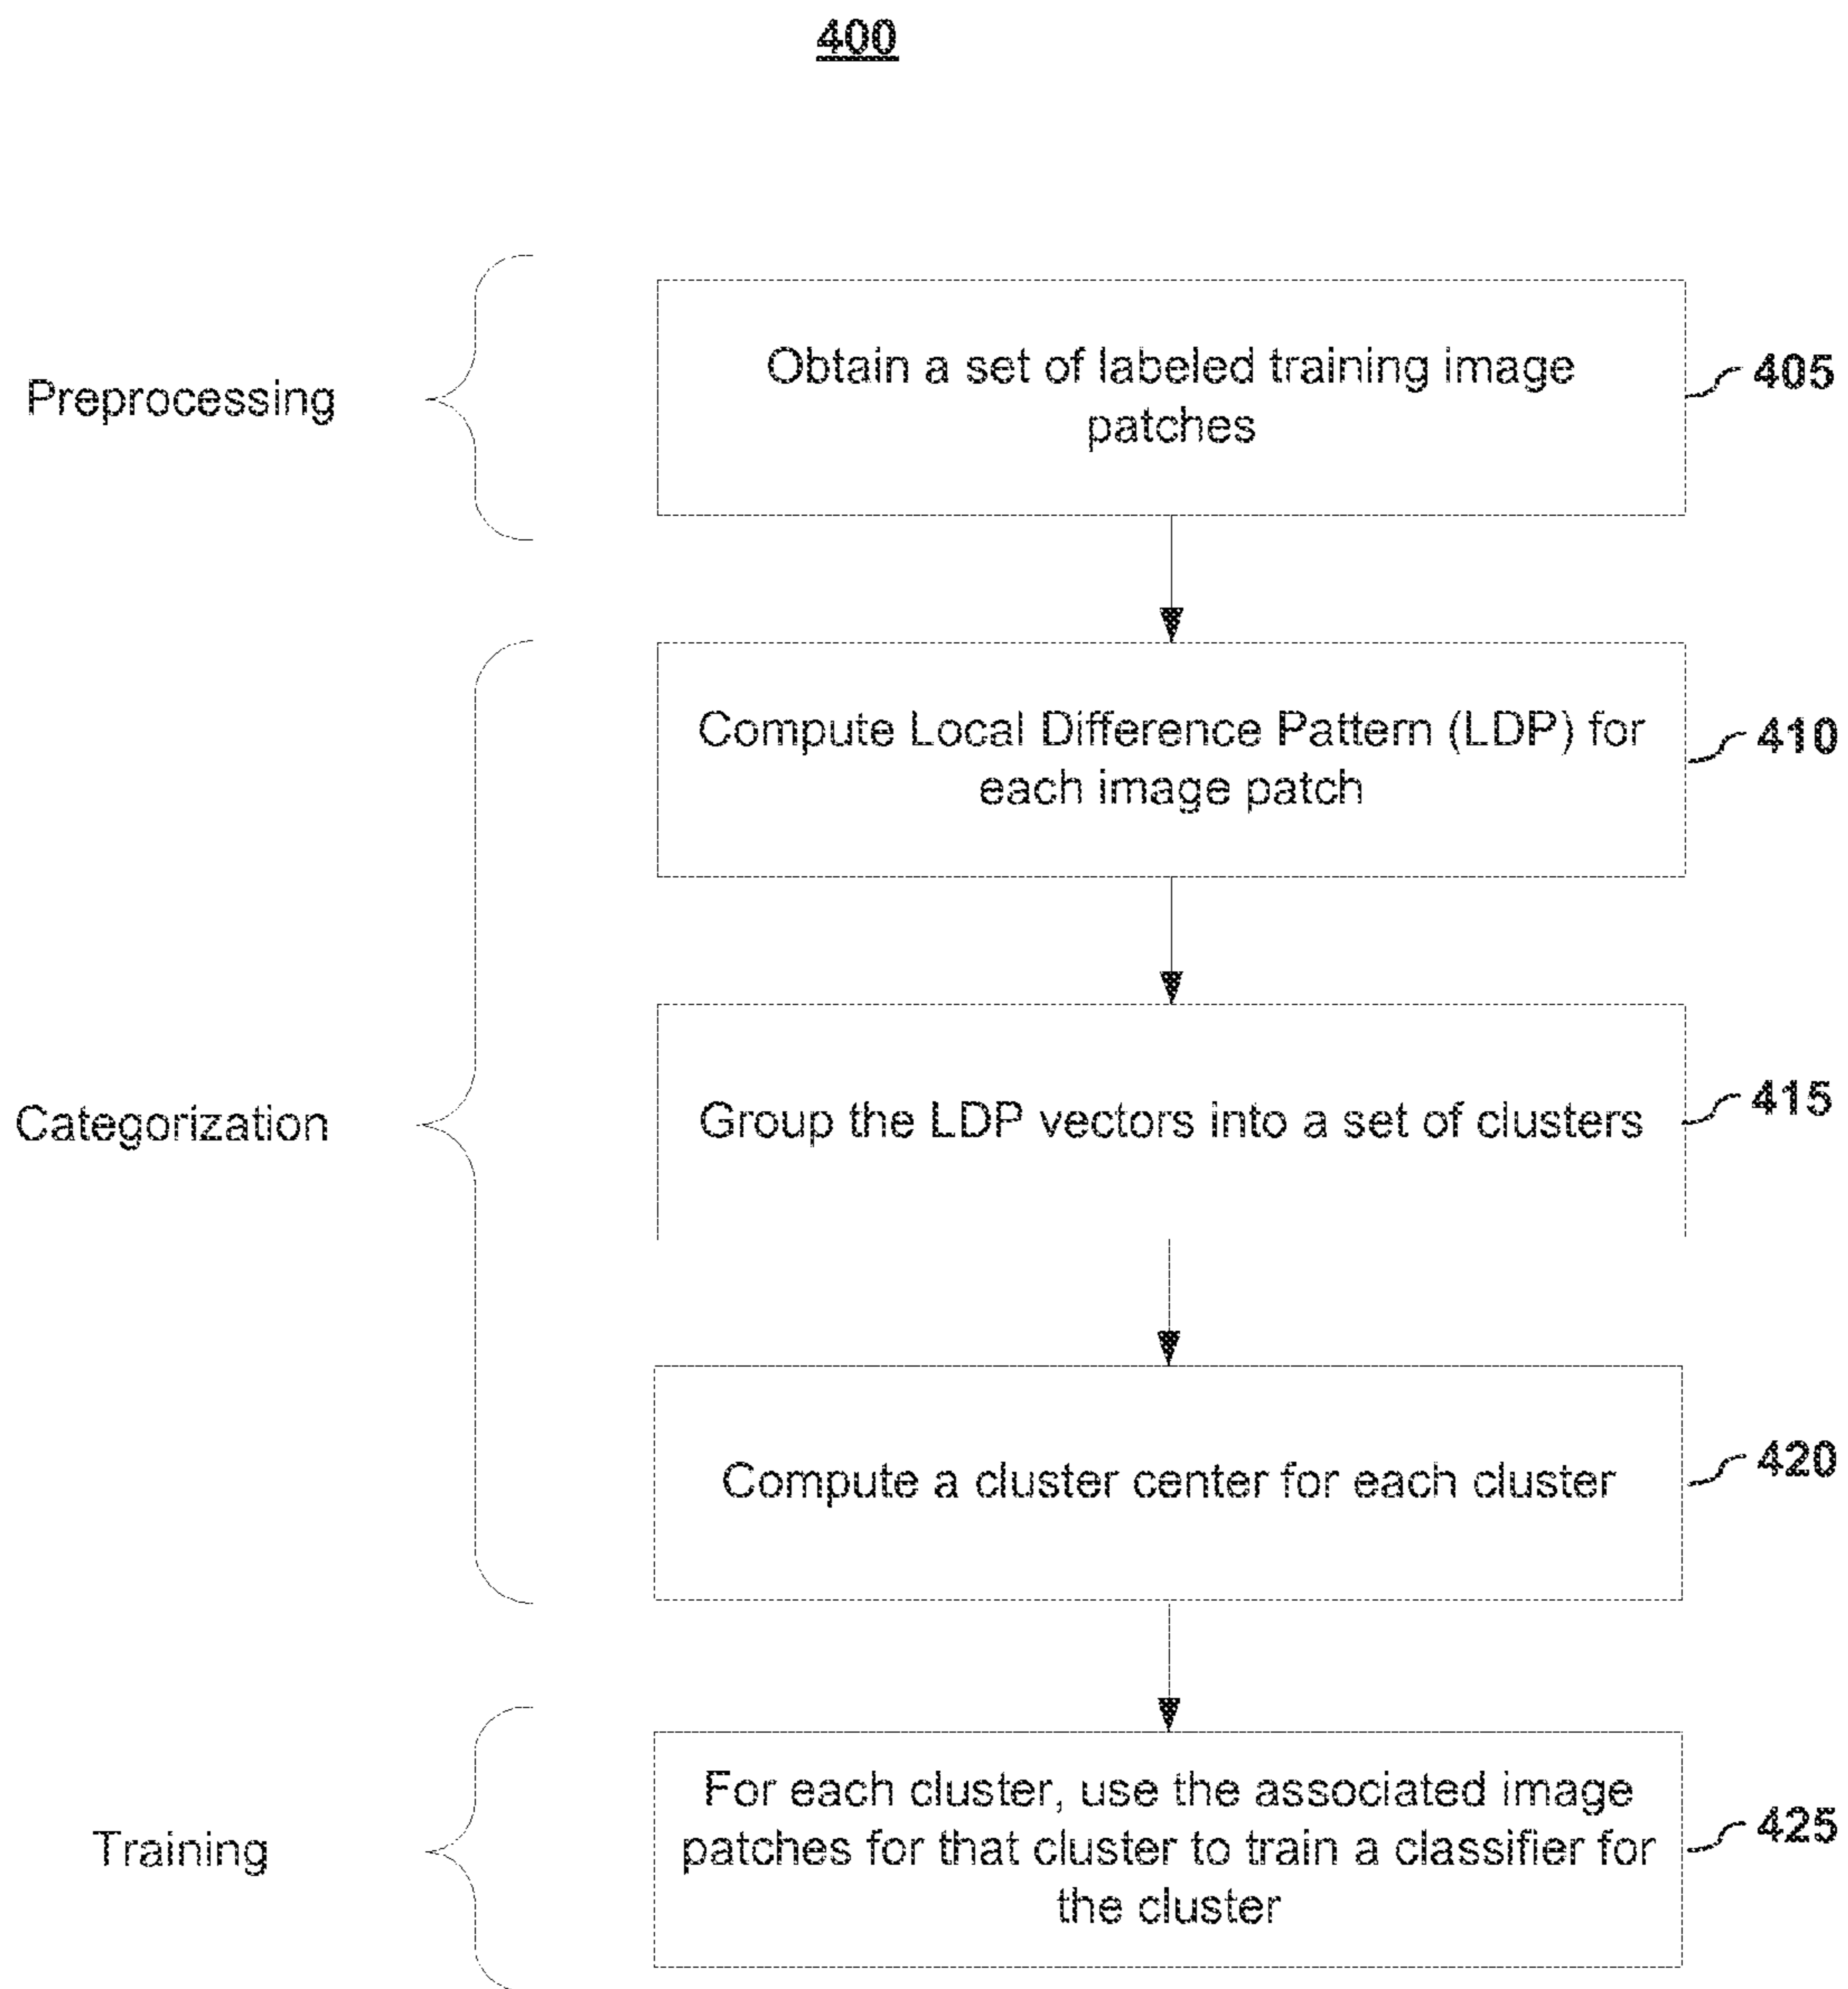 400
Preprocessing
Obtain a set of labeled training image
patches
405
Compute Local Difference Pattern (LDP) for
each image patch
410
Categorization
Group the LDP vectors into a set of clusters
415
Compute a cluster center for each cluster
420
Training
For each cluster, use the associated image
patches for that cluster to train a classifier for
the cluster
425